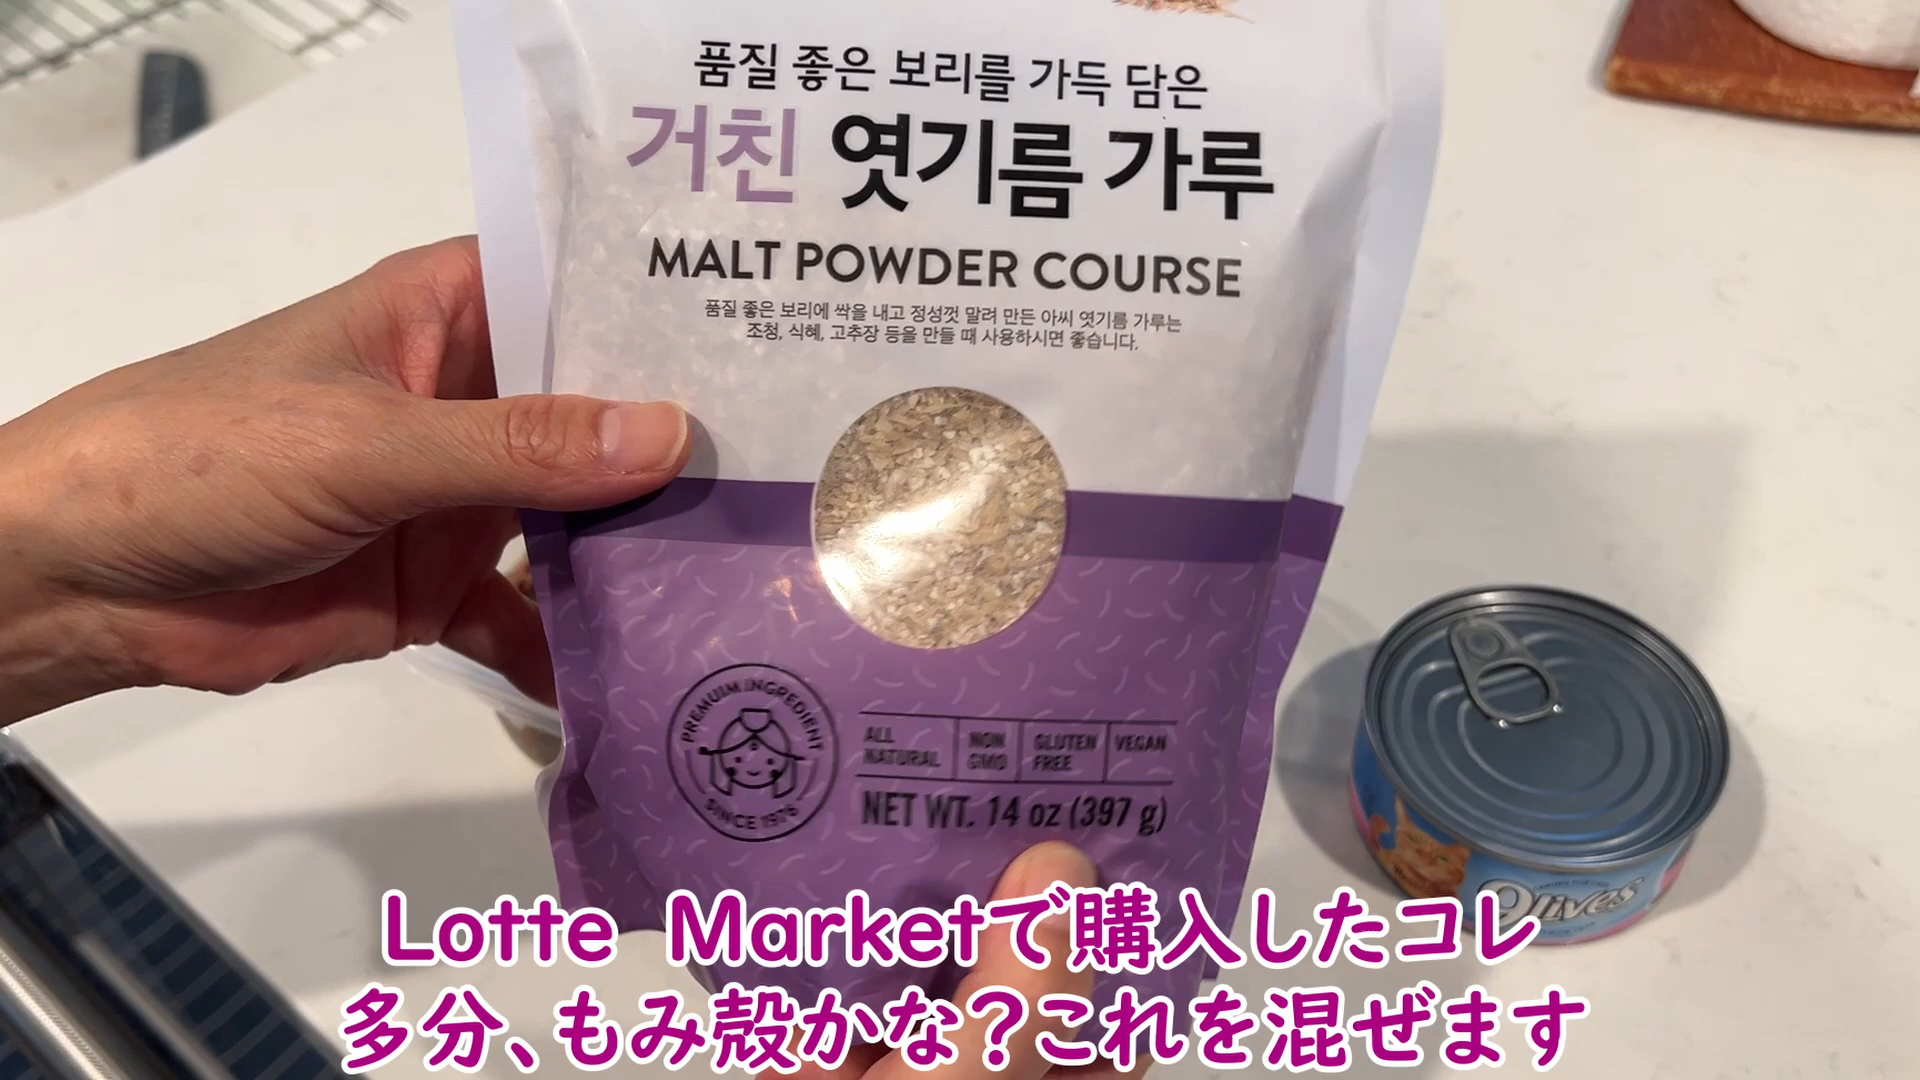 품질 좋은 보리를 가득 담은
거친 엿기름 가루
MALT POWDER COURSE
품질 좋은 보리에 싹을 내고 정성껏 말려 만든 아씨 엿기름 가루는
조청, 식혜, 고추장 등을 만들 때 사용하시면 좋습니다.
PREMUIM INGREDIENT
SINCE 1976
ALL NATURAL
NON GMO
GLUTEN FREE
VEGAN
NET WT. 14 oz (397 g)
9Lives
Lotte Marketで購入したコレ
多分、もみ殻かな？これを混ぜます